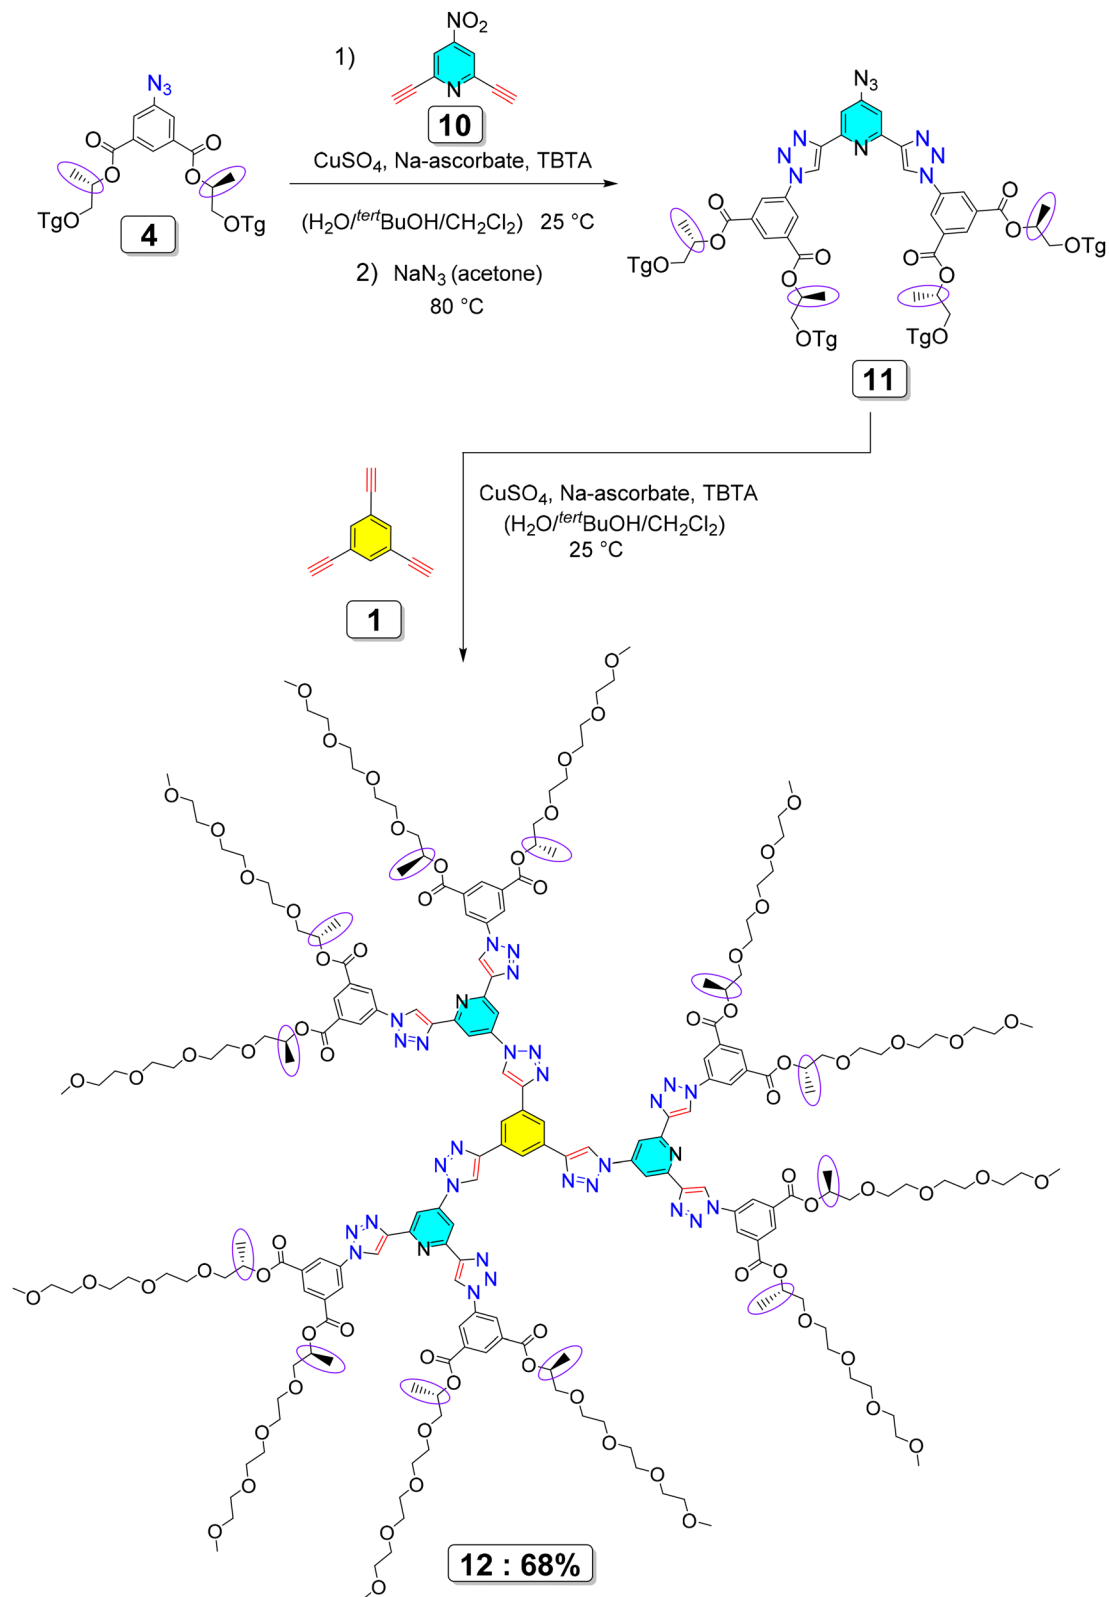 NO2
1)
N
10
N3
O
O
O
O
TgO
OTg
4
CuSO4, Na-ascorbate, TBTA
(H2O/tertBuOH/CH2Cl2) 25 °C
2) NaN3 (acetone)
80 °C
N3
N
N
N
N
N
N
N
O
O
O
O
O
O
O
O
TgO
OTg
OTg
TgO
11
CuSO4, Na-ascorbate, TBTA
(H2O/tertBuOH/CH2Cl2)
25 °C
1
12 : 68%